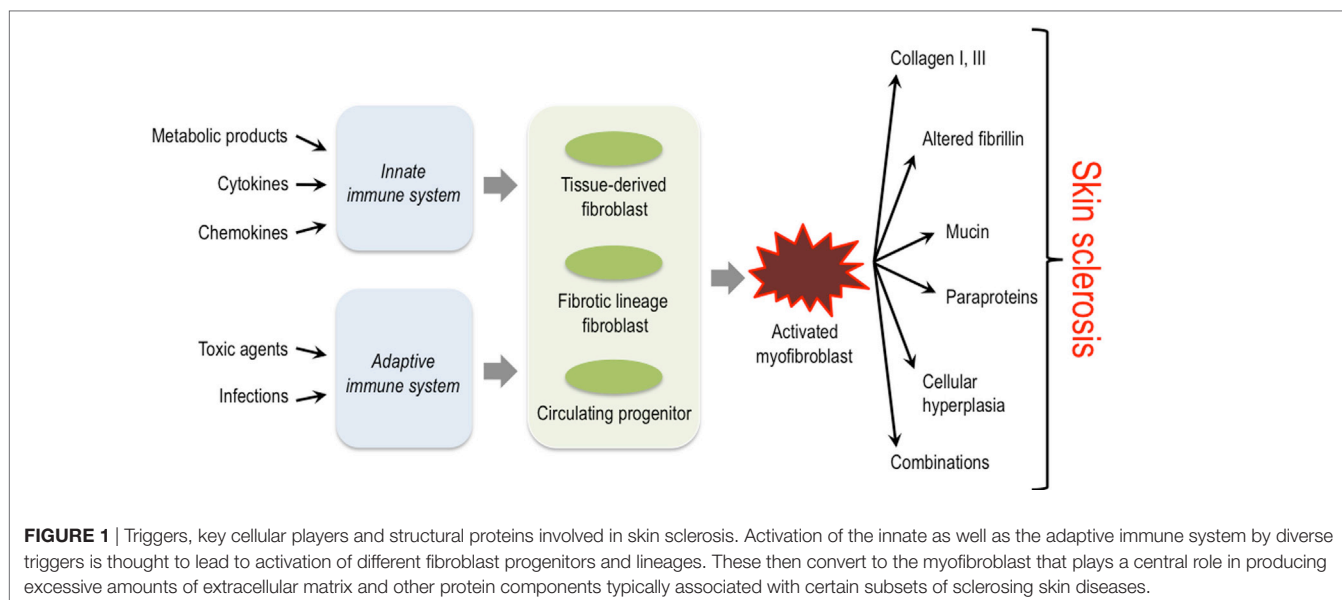 Metabolic products
Cytokines
Chemokines
Innate
immune system
Toxic agents
Infections
Adaptive
immune system
Tissue-derived
fibroblast
Fibrotic lineage
fibroblast
Circulating progenitor
Activated
myofibroblast
Collagen I, III
Altered fibrillin
Mucin
Paraproteins
Cellular
hyperplasia
Combinations
Skin sclerosis
FIGURE 1 | Triggers, key cellular players and structural proteins involved in skin sclerosis. Activation of the innate as well as the adaptive immune system by diverse
triggers is thought to lead to activation of different fibroblast progenitors and lineages. These then convert to the myofibroblast that plays a central role in producing
excessive amounts of extracellular matrix and other protein components typically associated with certain subsets of sclerosing skin diseases.